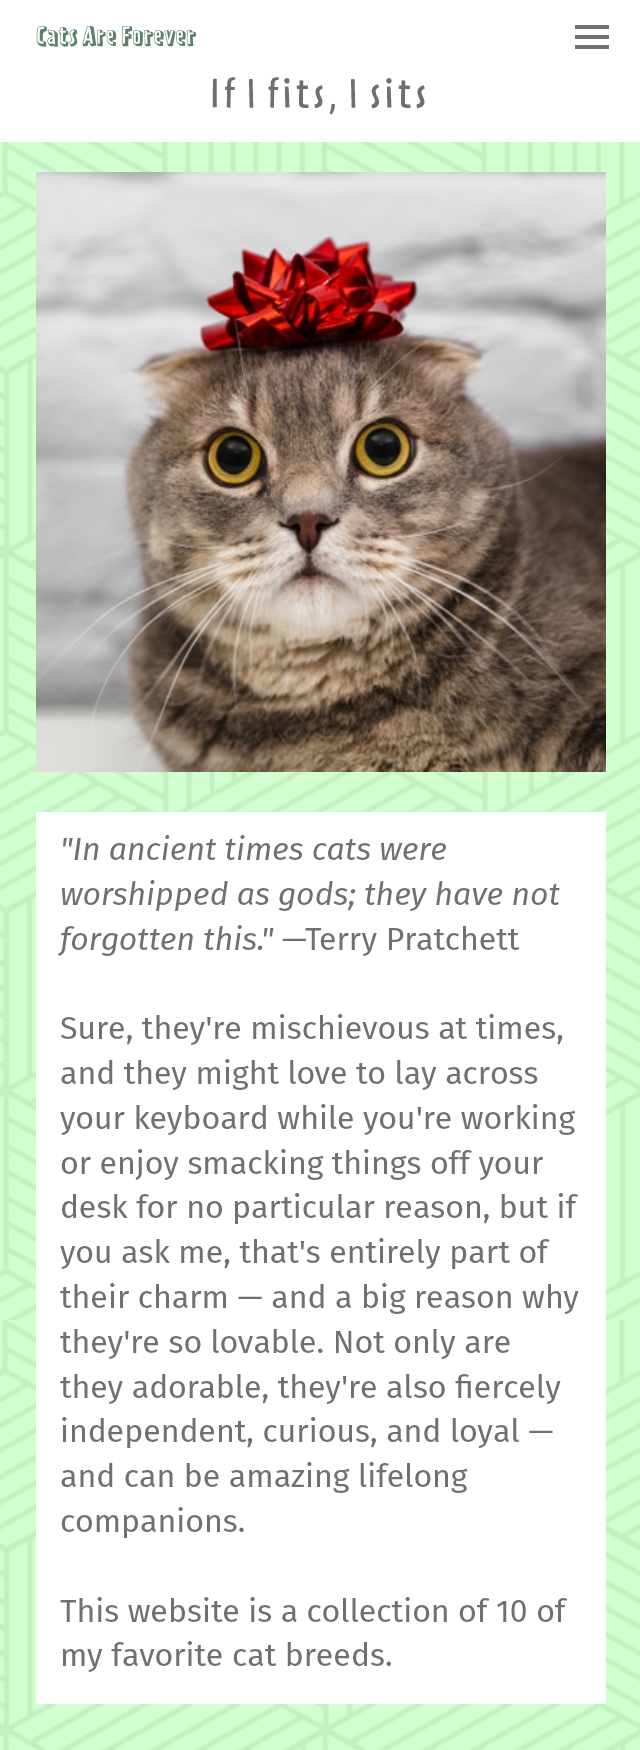 Cats Are Forever
If I fits, I sits
"In ancient times cats were
worshipped as gods; they have not
forgotten this." —Terry Pratchett
Sure, they're mischievous at times,
and they might love to lay across
your keyboard while you're working
or enjoy smacking things off your
desk for no particular reason, but if
you ask me, that's entirely part of
their charm — and a big reason why
they're so lovable. Not only are
they adorable, they're also fiercely
independent, curious, and loyal —
and can be amazing lifelong
companions.
This website is a collection of 10 of
my favorite cat breeds.